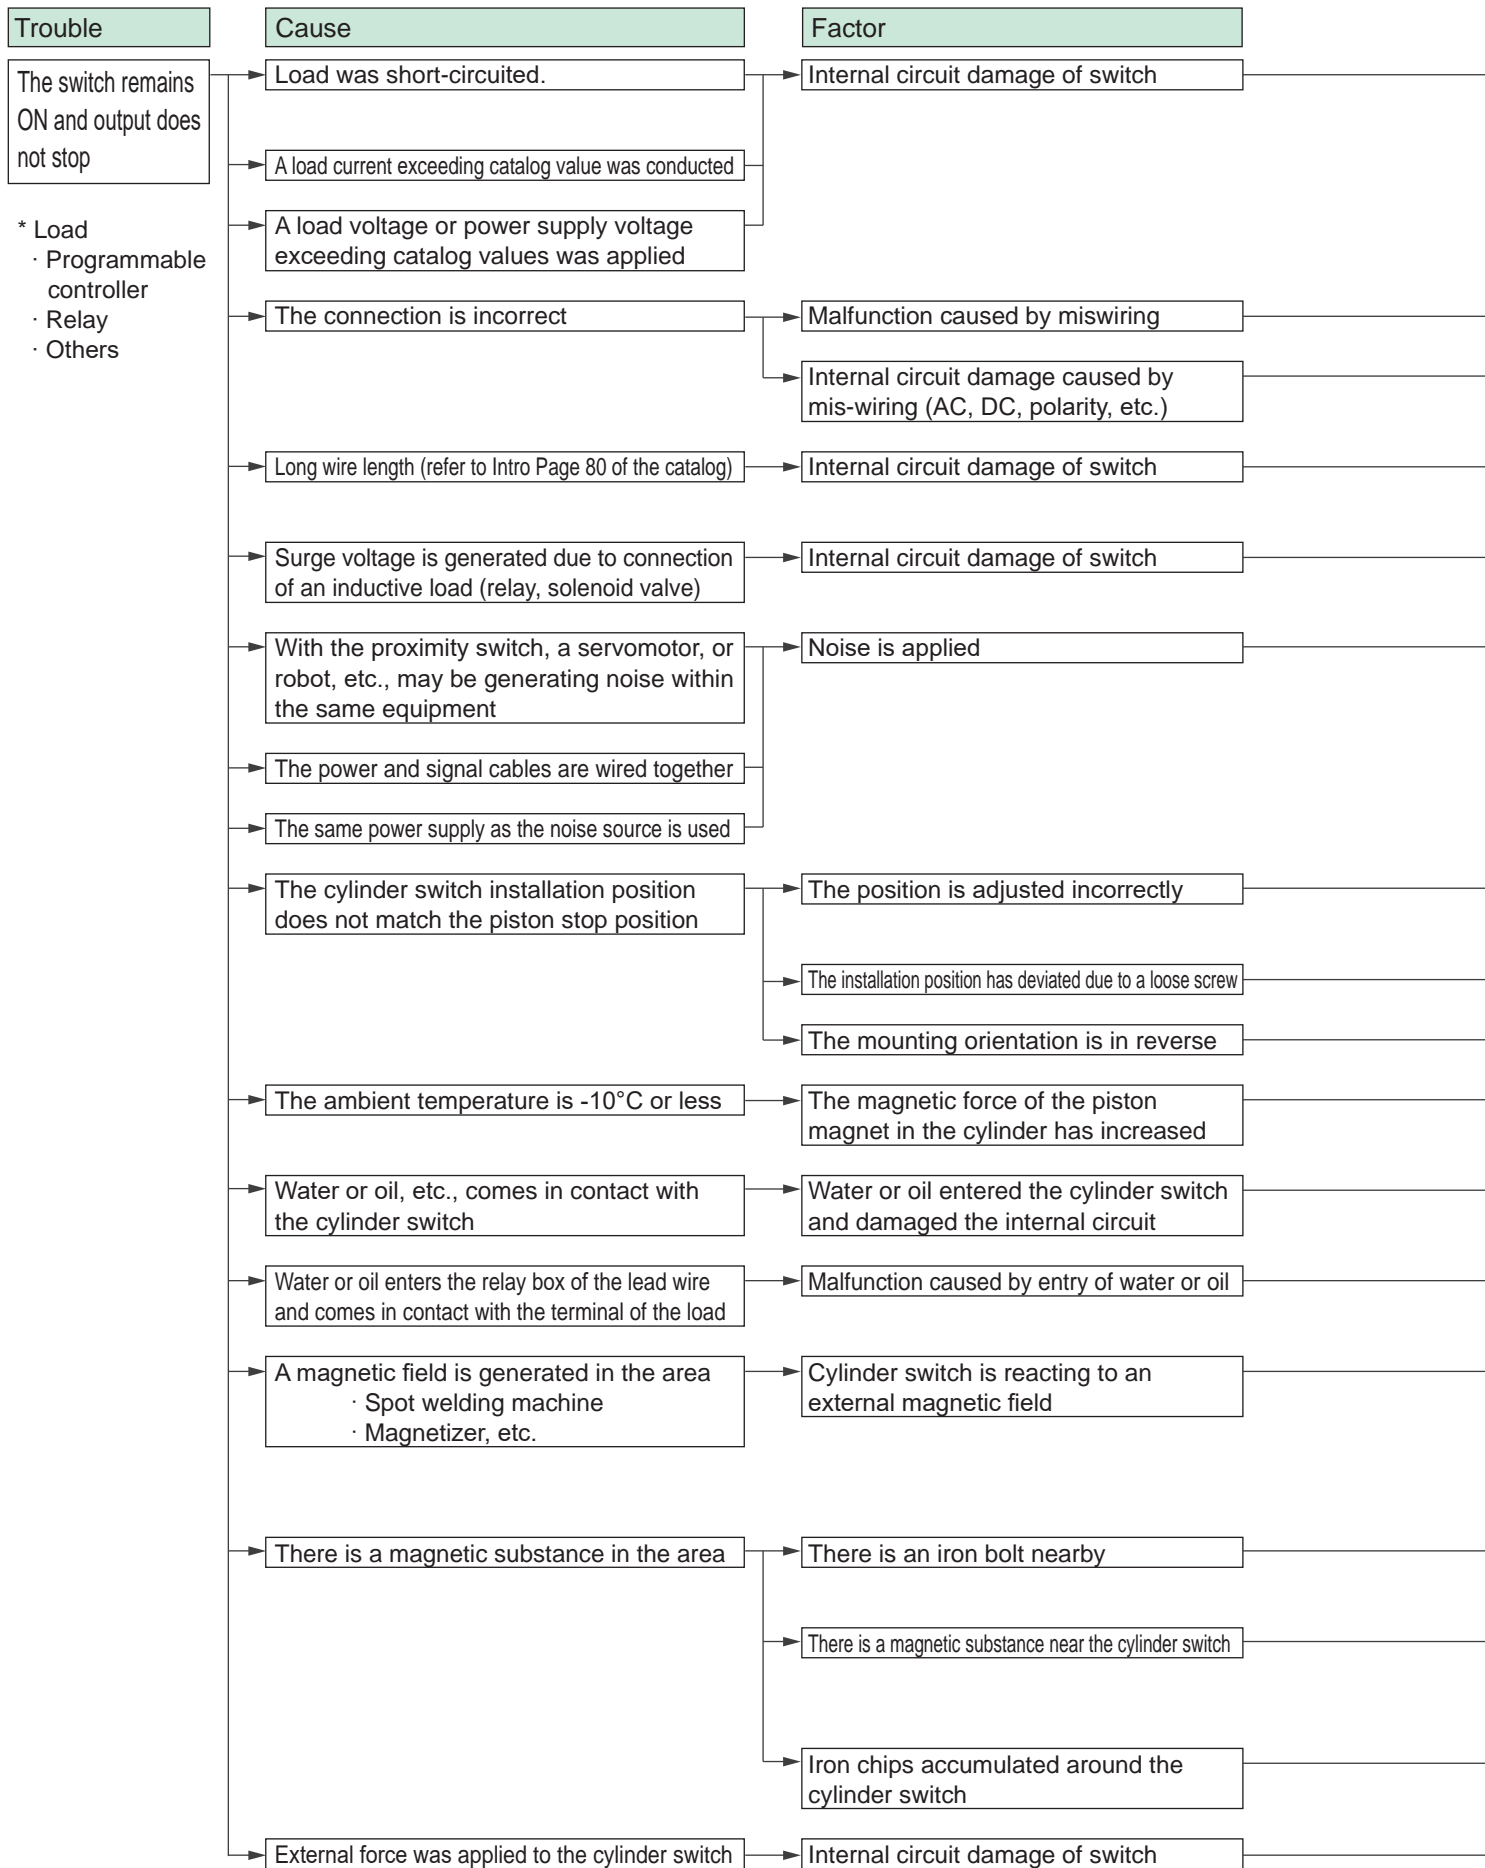 Trouble
Cause
Factor
The switch remains
ON and output does
not stop
* Load
· Programmable
controller
· Relay
· Others
Load was short-circuited.
Internal circuit damage of switch
A load current exceeding catalog value was conducted
A load voltage or power supply voltage
exceeding catalog values was applied
The connection is incorrect
Malfunction caused by miswiring
Internal circuit damage caused by
mis-wiring (AC, DC, polarity, etc.)
Long wire length (refer to Intro Page 80 of the catalog)
Internal circuit damage of switch
Surge voltage is generated due to connection
of an inductive load (relay, solenoid valve)
Internal circuit damage of switch
With the proximity switch, a servomotor, or
robot, etc., may be generating noise within
the same equipment
Noise is applied
The power and signal cables are wired together
The same power supply as the noise source is used
The cylinder switch installation position
does not match the piston stop position
The position is adjusted incorrectly
The installation position has deviated due to a loose screw
The mounting orientation is in reverse
The ambient temperature is -10°C or less
The magnetic force of the piston
magnet in the cylinder has increased
Water or oil, etc., comes in contact with
the cylinder switch
Water or oil entered the cylinder switch
and damaged the internal circuit
Water or oil enters the relay box of the lead wire
and comes in contact with the terminal of the load
Malfunction caused by entry of water or oil
A magnetic field is generated in the area
· Spot welding machine
· Magnetizer, etc.
Cylinder switch is reacting to an
external magnetic field
There is a magnetic substance in the area
There is an iron bolt nearby
There is a magnetic substance near the cylinder switch
Iron chips accumulated around the
cylinder switch
External force was applied to the cylinder switch
Internal circuit damage of switch